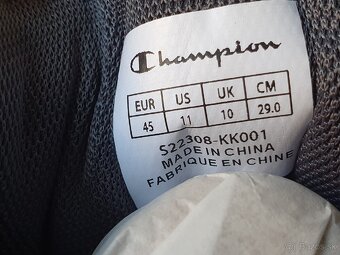 Champion
EUR US UK CM
45 11 10 29.0
S22308-KK001
MADE IN CHINA
FABRIQUE EN CHINE